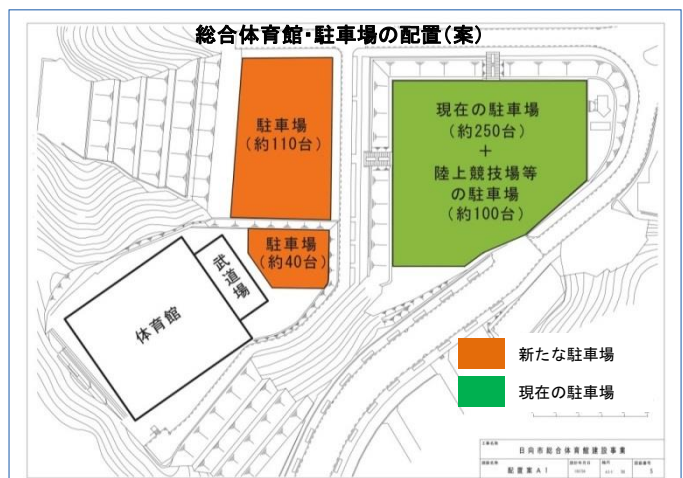 総合体育館・駐車場の配置(案)
駐車場
(約110台)
現在の駐車場
(約250台)
+
陸上競技場等
の駐車場
(約100台)
駐車場
(約40台)
武道場
体育館
新たな駐車場
現在の駐車場
日向市総合体育館建設事業
配置案A1